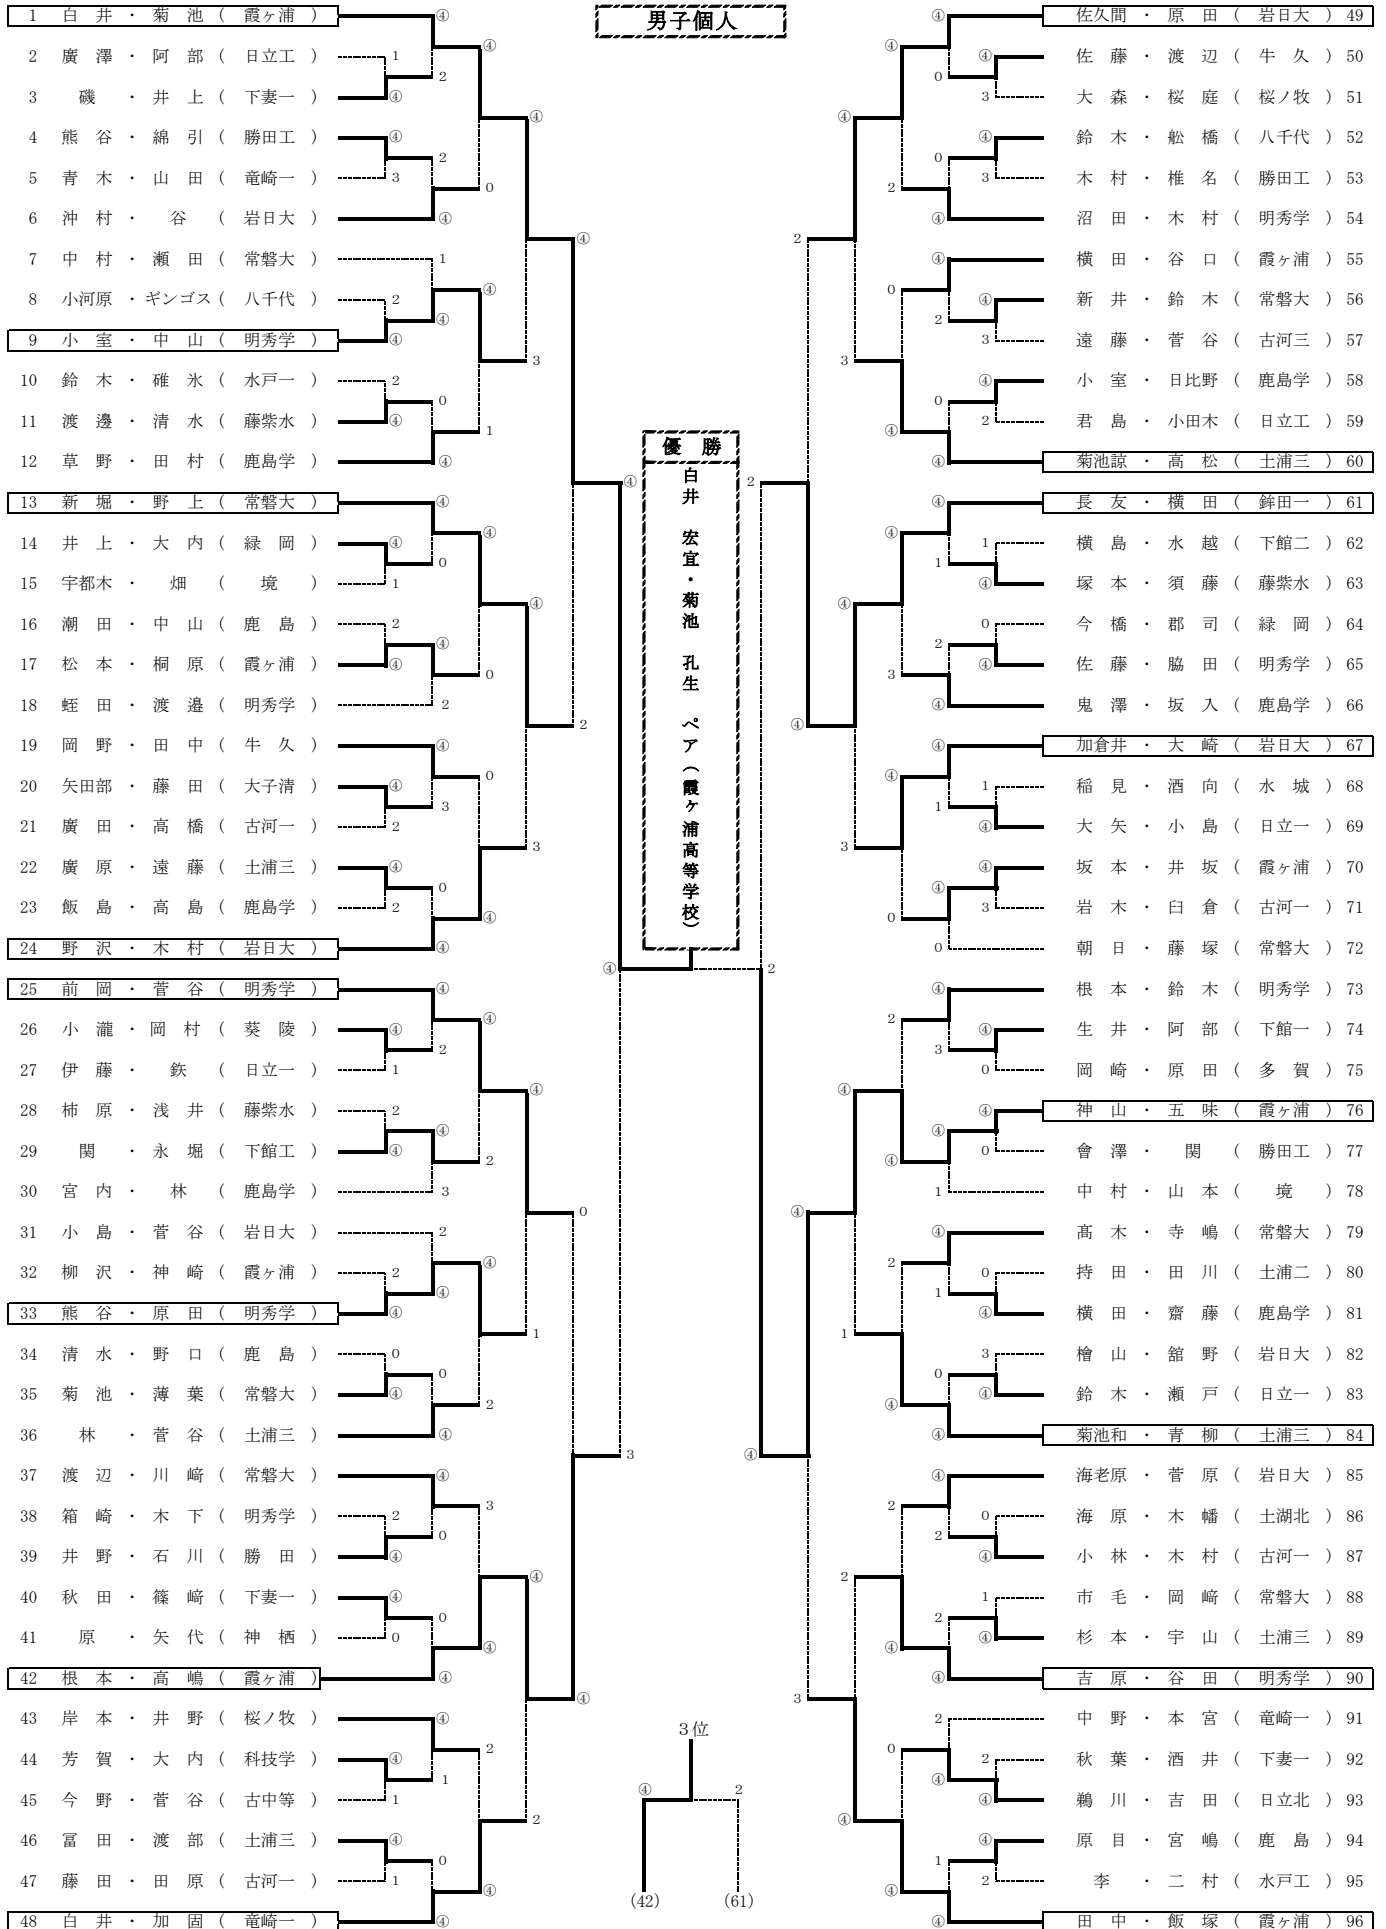 男子個人
1 白井・菊池(霞ヶ浦)
2 廣澤・阿部(日立工)
3 磯・井上(下妻一)
4 熊谷・綿引(勝田工)
5 青木・山田(竜崎一)
6 沖村・谷(岩日大)
7 中村・瀬田(常磐大)
8 小河原・ギンゴス(八千代)
9 小室・中山(明秀学)
10 鈴木・碓氷(水戸一)
11 渡邊・清水(藤紫水)
12 草野・田村(鹿島学)
13 新堀・野上(常磐大)
14 井上・大内(緑岡)
15 宇都木・畑(境)
16 潮田・中山(鹿島)
17 松本・桐原(霞ヶ浦)
18 蛭田・渡邉(明秀学)
19 岡野・田中(牛久)
20 矢田部・藤田(大子清)
21 廣田・高橋(古河一)
22 廣原・遠藤(土浦三)
23 飯島・高島(鹿島学)
24 野沢・木村(岩日大)
25 前岡・菅谷(明秀学)
26 小瀧・岡村(葵陵)
27 伊藤・鉃(日立一)
28 柿原・浅井(藤紫水)
29 関・永堀(下館工)
30 宮内・林(鹿島学)
31 小島・菅谷(岩日大)
32 柳沢・神崎(霞ヶ浦)
33 熊谷・原田(明秀学)
34 清水・野口(鹿島)
35 菊池・薄葉(常磐大)
36 林・菅谷(土浦三)
37 渡辺・川﨑(常磐大)
38 箱崎・木下(明秀学)
39 井野・石川(勝田)
40 秋田・篠﨑(下妻一)
41 原・矢代(神栖)
42 根本・高嶋(霞ヶ浦)
43 岸本・井野(桜ノ牧)
44 芳賀・大内(科技学)
45 今野・菅谷(古中等)
46 冨田・渡部(土浦三)
47 藤田・田原(古河一)
48 白井・加固(竜崎一)
優勝
白井 宏宜・菊池 孔生 ペア(霞ヶ浦高等学校)
④ 2
3位
④ 2
(42) (61)
佐久間・原田(岩日大) 49
佐藤・渡辺(牛久) 50
大森・桜庭(桜ノ牧) 51
鈴木・舩橋(八千代) 52
木村・椎名(勝田工) 53
沼田・木村(明秀学) 54
横田・谷口(霞ヶ浦) 55
新井・鈴木(常磐大) 56
遠藤・菅谷(古河三) 57
小室・日比野(鹿島学) 58
君島・小田木(日立工) 59
菊池諒・高松(土浦三) 60
長友・横田(鉾田一) 61
横島・水越(下館二) 62
塚本・須藤(藤紫水) 63
今橋・郡司(緑岡) 64
佐藤・脇田(明秀学) 65
鬼澤・坂入(鹿島学) 66
加倉井・大崎(岩日大) 67
稲見・酒向(水城) 68
大矢・小島(日立一) 69
坂本・井坂(霞ヶ浦) 70
岩木・臼倉(古河一) 71
朝日・藤塚(常磐大) 72
根本・鈴木(明秀学) 73
生井・阿部(下館一) 74
岡崎・原田(多賀) 75
神山・五味(霞ヶ浦) 76
會澤・関(勝田工) 77
中村・山本(境) 78
髙木・寺嶋(常磐大) 79
持田・田川(土浦二) 80
横田・齋藤(鹿島学) 81
檜山・舘野(岩日大) 82
鈴木・瀬戸(日立一) 83
菊池和・青柳(土浦三) 84
海老原・菅原(岩日大) 85
海原・木幡(土湖北) 86
小林・木村(古河一) 87
市毛・岡﨑(常磐大) 88
杉本・宇山(土浦三) 89
吉原・谷田(明秀学) 90
中野・本宮(竜崎一) 91
秋葉・酒井(下妻一) 92
鵜川・吉田(日立北) 93
原目・宮嶋(鹿島) 94
李・二村(水戸工) 95
田中・飯塚(霞ヶ浦) 96